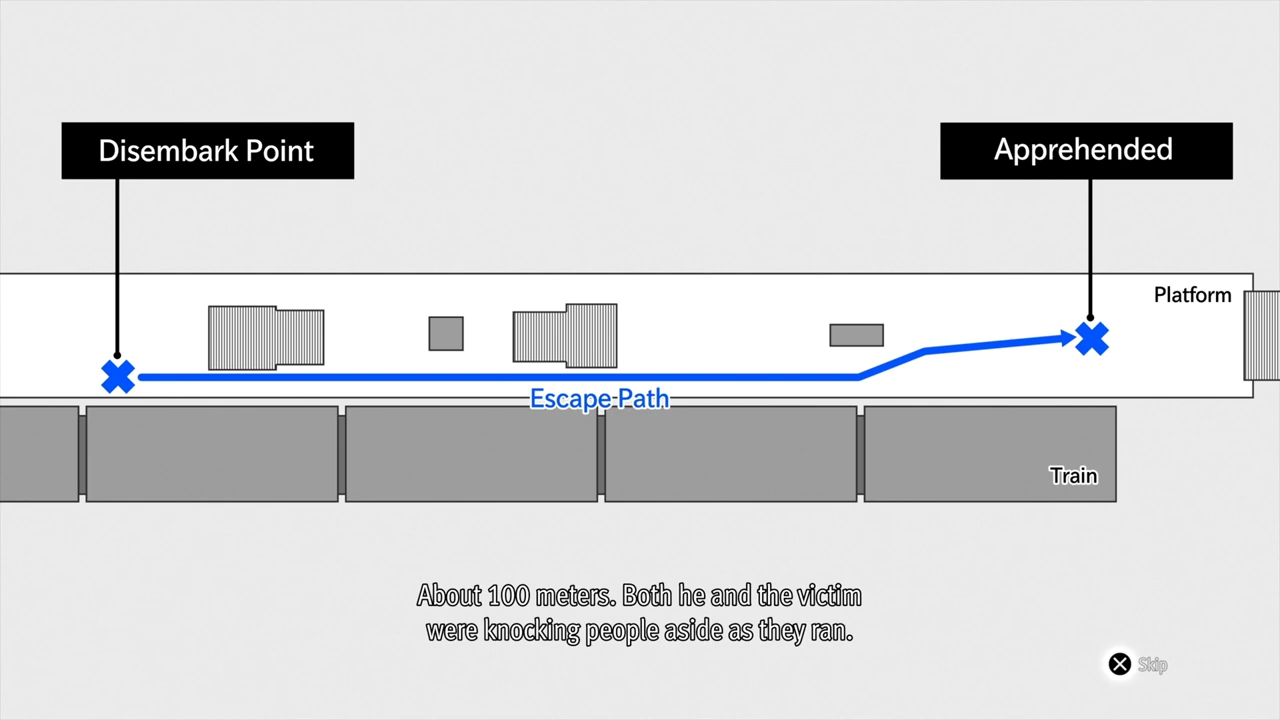 Disembark Point
Apprehended
Platform
Escape Path
Train
About 100 meters. Both he and the victim
were knocking people aside as they ran.
Skip